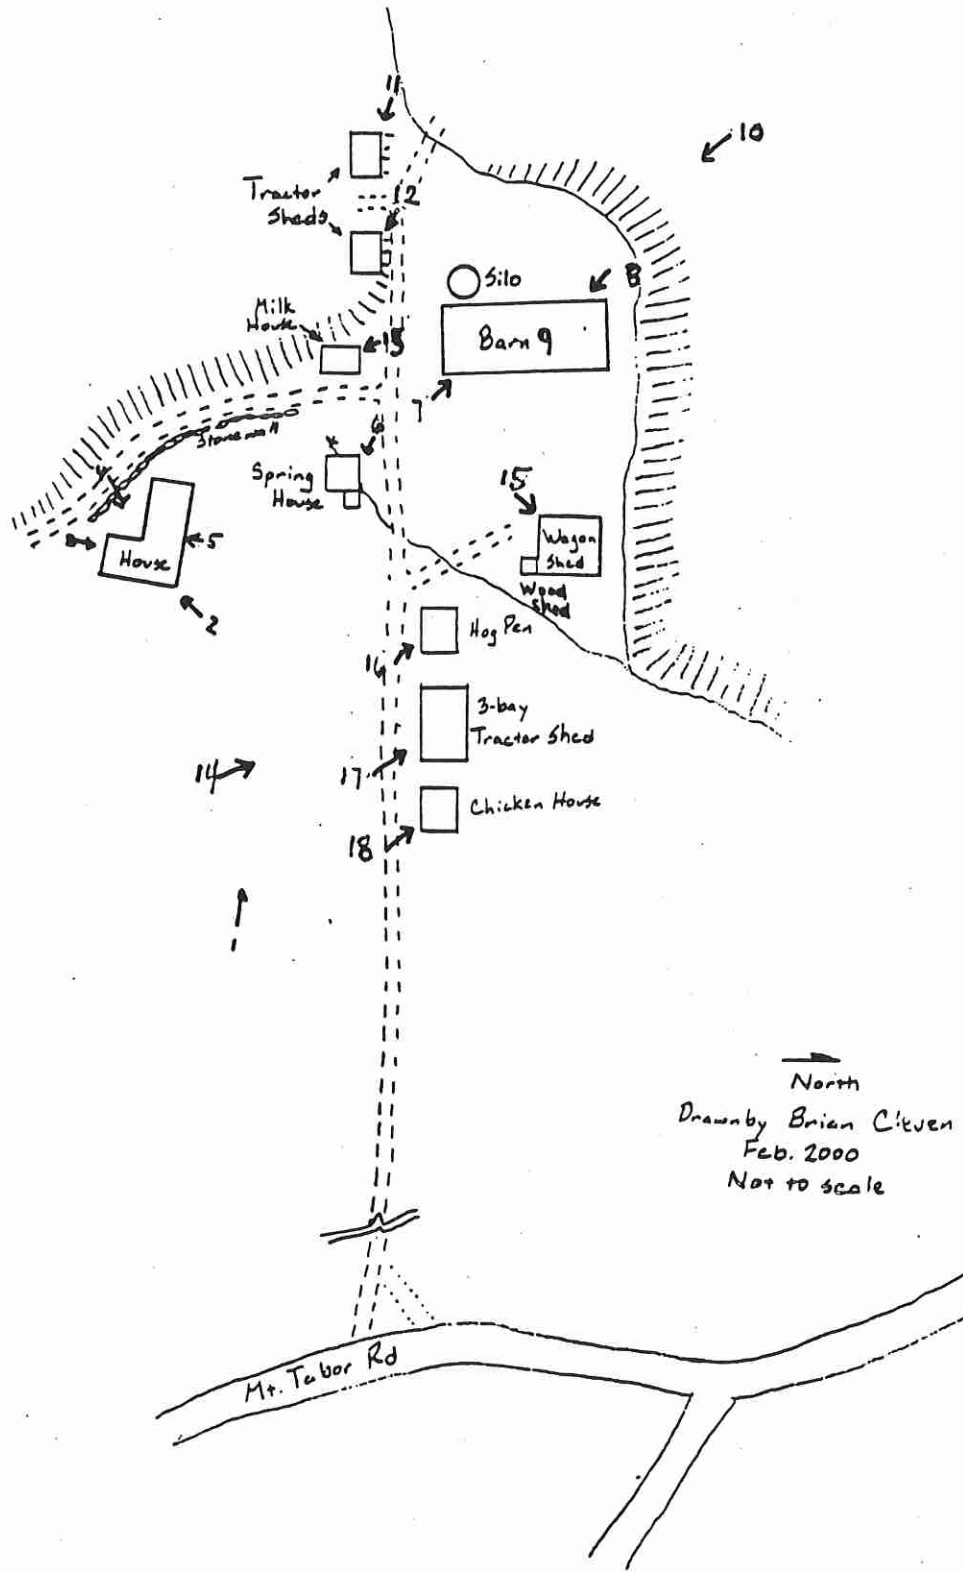 11
10
Tractor
Sheds
12
Silo
8
Milk
House
13
Barn 9
7
Stonewall
6
Spring
House
15
4
3
House
5
Wagon
Shed
Wood
Shed
2
Hog Pen
16
3-bay
Tractor Shed
14
17
Chicken House
18
1
North
Drawn by Brian
Feb. 2000
Not to scale
Mt. Tabor Rd